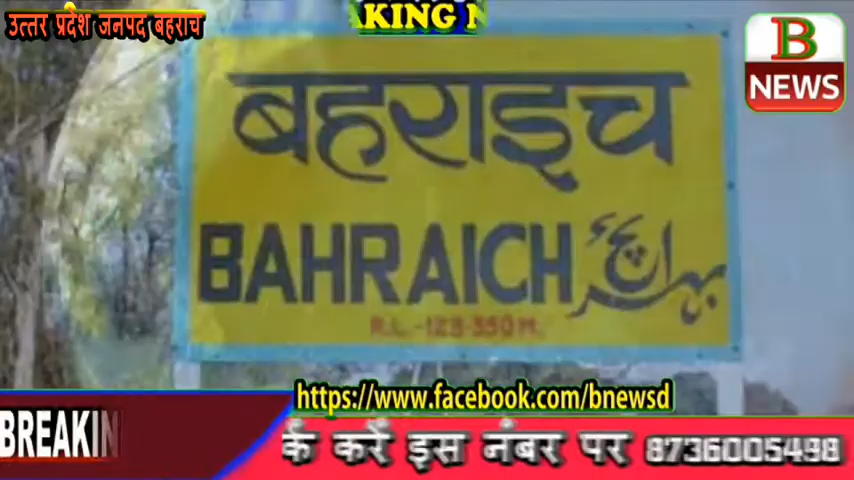 उत्तर प्रदेश जनपद बहराच
KING N
B
NEWS
बहराइच
BAHRAICH بہرائچ
R.L.-123-550 M.
https://www.facebook.com/bnewsd
BREAKIN
र्क करें इस नंबर पर 8736005498